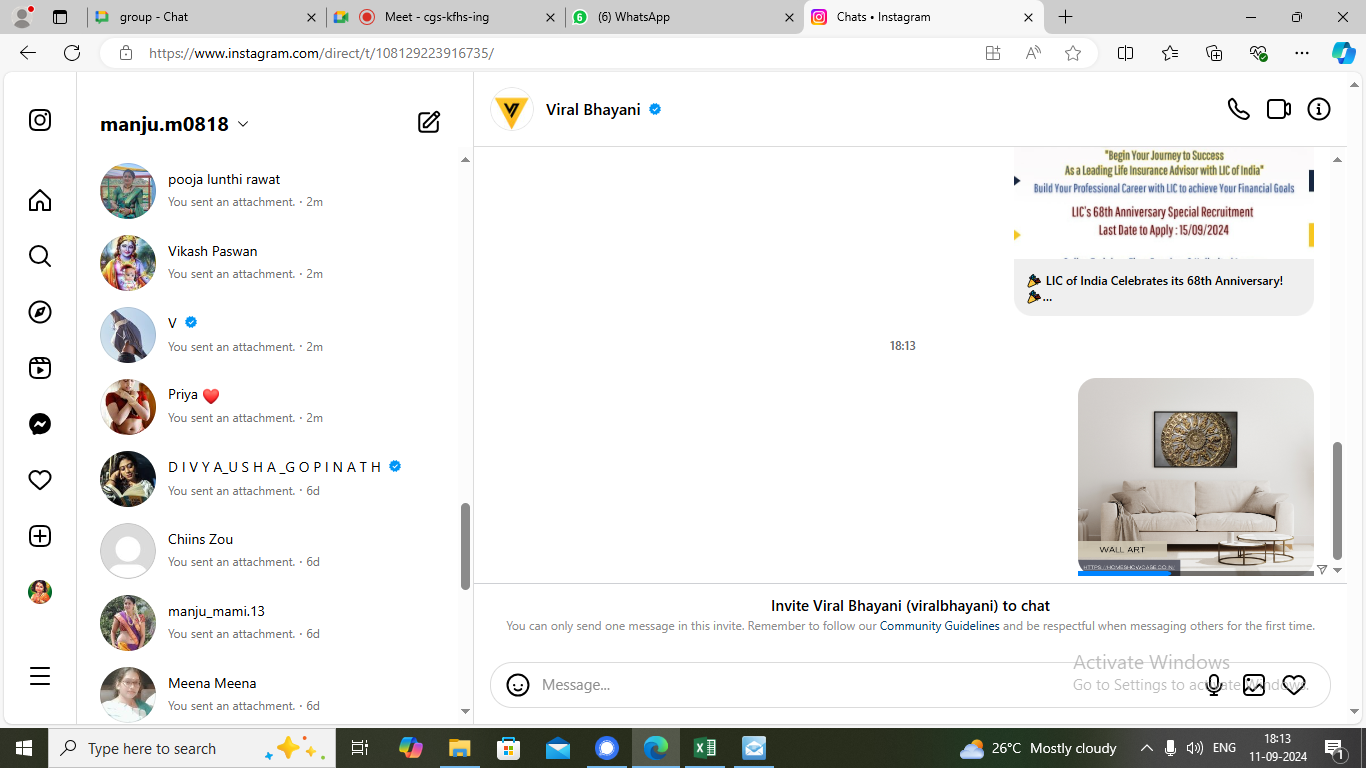 group - Chat
Meet - cgs-kfhs-ing
(6) WhatsApp
Chats • Instagram
https://www.instagram.com/direct/t/108129223916735/
manju.m0818
pooja lunthi rawat
You sent an attachment. · 2m
Vikash Paswan
You sent an attachment. · 2m
V
You sent an attachment. · 2m
Priya ❤️
You sent an attachment. · 2m
D I V Y A_U S H A _G O P I N A T H
You sent an attachment. · 6d
Chiins Zou
You sent an attachment. · 6d
manju_mami.13
You sent an attachment. · 6d
Meena Meena
You sent an attachment. · 6d
Viral Bhayani
"Begin Your Journey to Success
As a Leading Life Insurance Advisor with LIC of India"
Build Your Professional Career with LIC to achieve Your Financial Goals
LIC's 68th Anniversary Special Recruitment
Last Date to Apply : 15/09/2024
🎉 LIC of India Celebrates its 68th Anniversary!
🎉...
18:13
WALL ART
HTTPS://HOMESHOWCASE.CO.IN
Invite Viral Bhayani (viralbhayani) to chat
You can only send one message in this invite. Remember to follow our Community Guidelines and be respectful when messaging others for the first time.
Message...
Activate Windows
Go to Settings to activate Windows.
Type here to search
26°C Mostly cloudy
ENG
18:13
11-09-2024
1